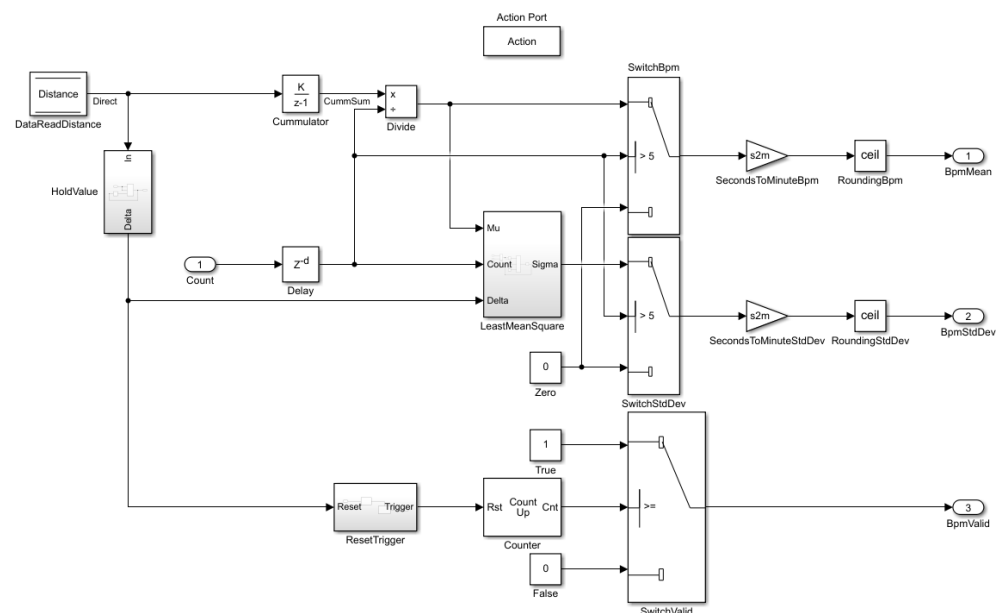 Action Port
Action
Distance
Direct
DataReadDistance
K
z-1
CummSum
Cummulator
x
÷
Divide
SwitchBpm
> 5
s2m
SecondsToMinuteBpm
ceil
RoundingBpm
1
BpmMean
In
Delta
HoldValue
1
Count
Z-d
Delay
Mu
Count
Delta
Sigma
LeastMeanSquare
> 5
SwitchStdDev
s2m
SecondsToMinuteStdDev
ceil
RoundingStdDev
2
BpmStdDev
0
Zero
1
True
Reset
Trigger
ResetTrigger
Rst
Count
Up
Cnt
Counter
>=
0
False
SwitchValid
3
BpmValid